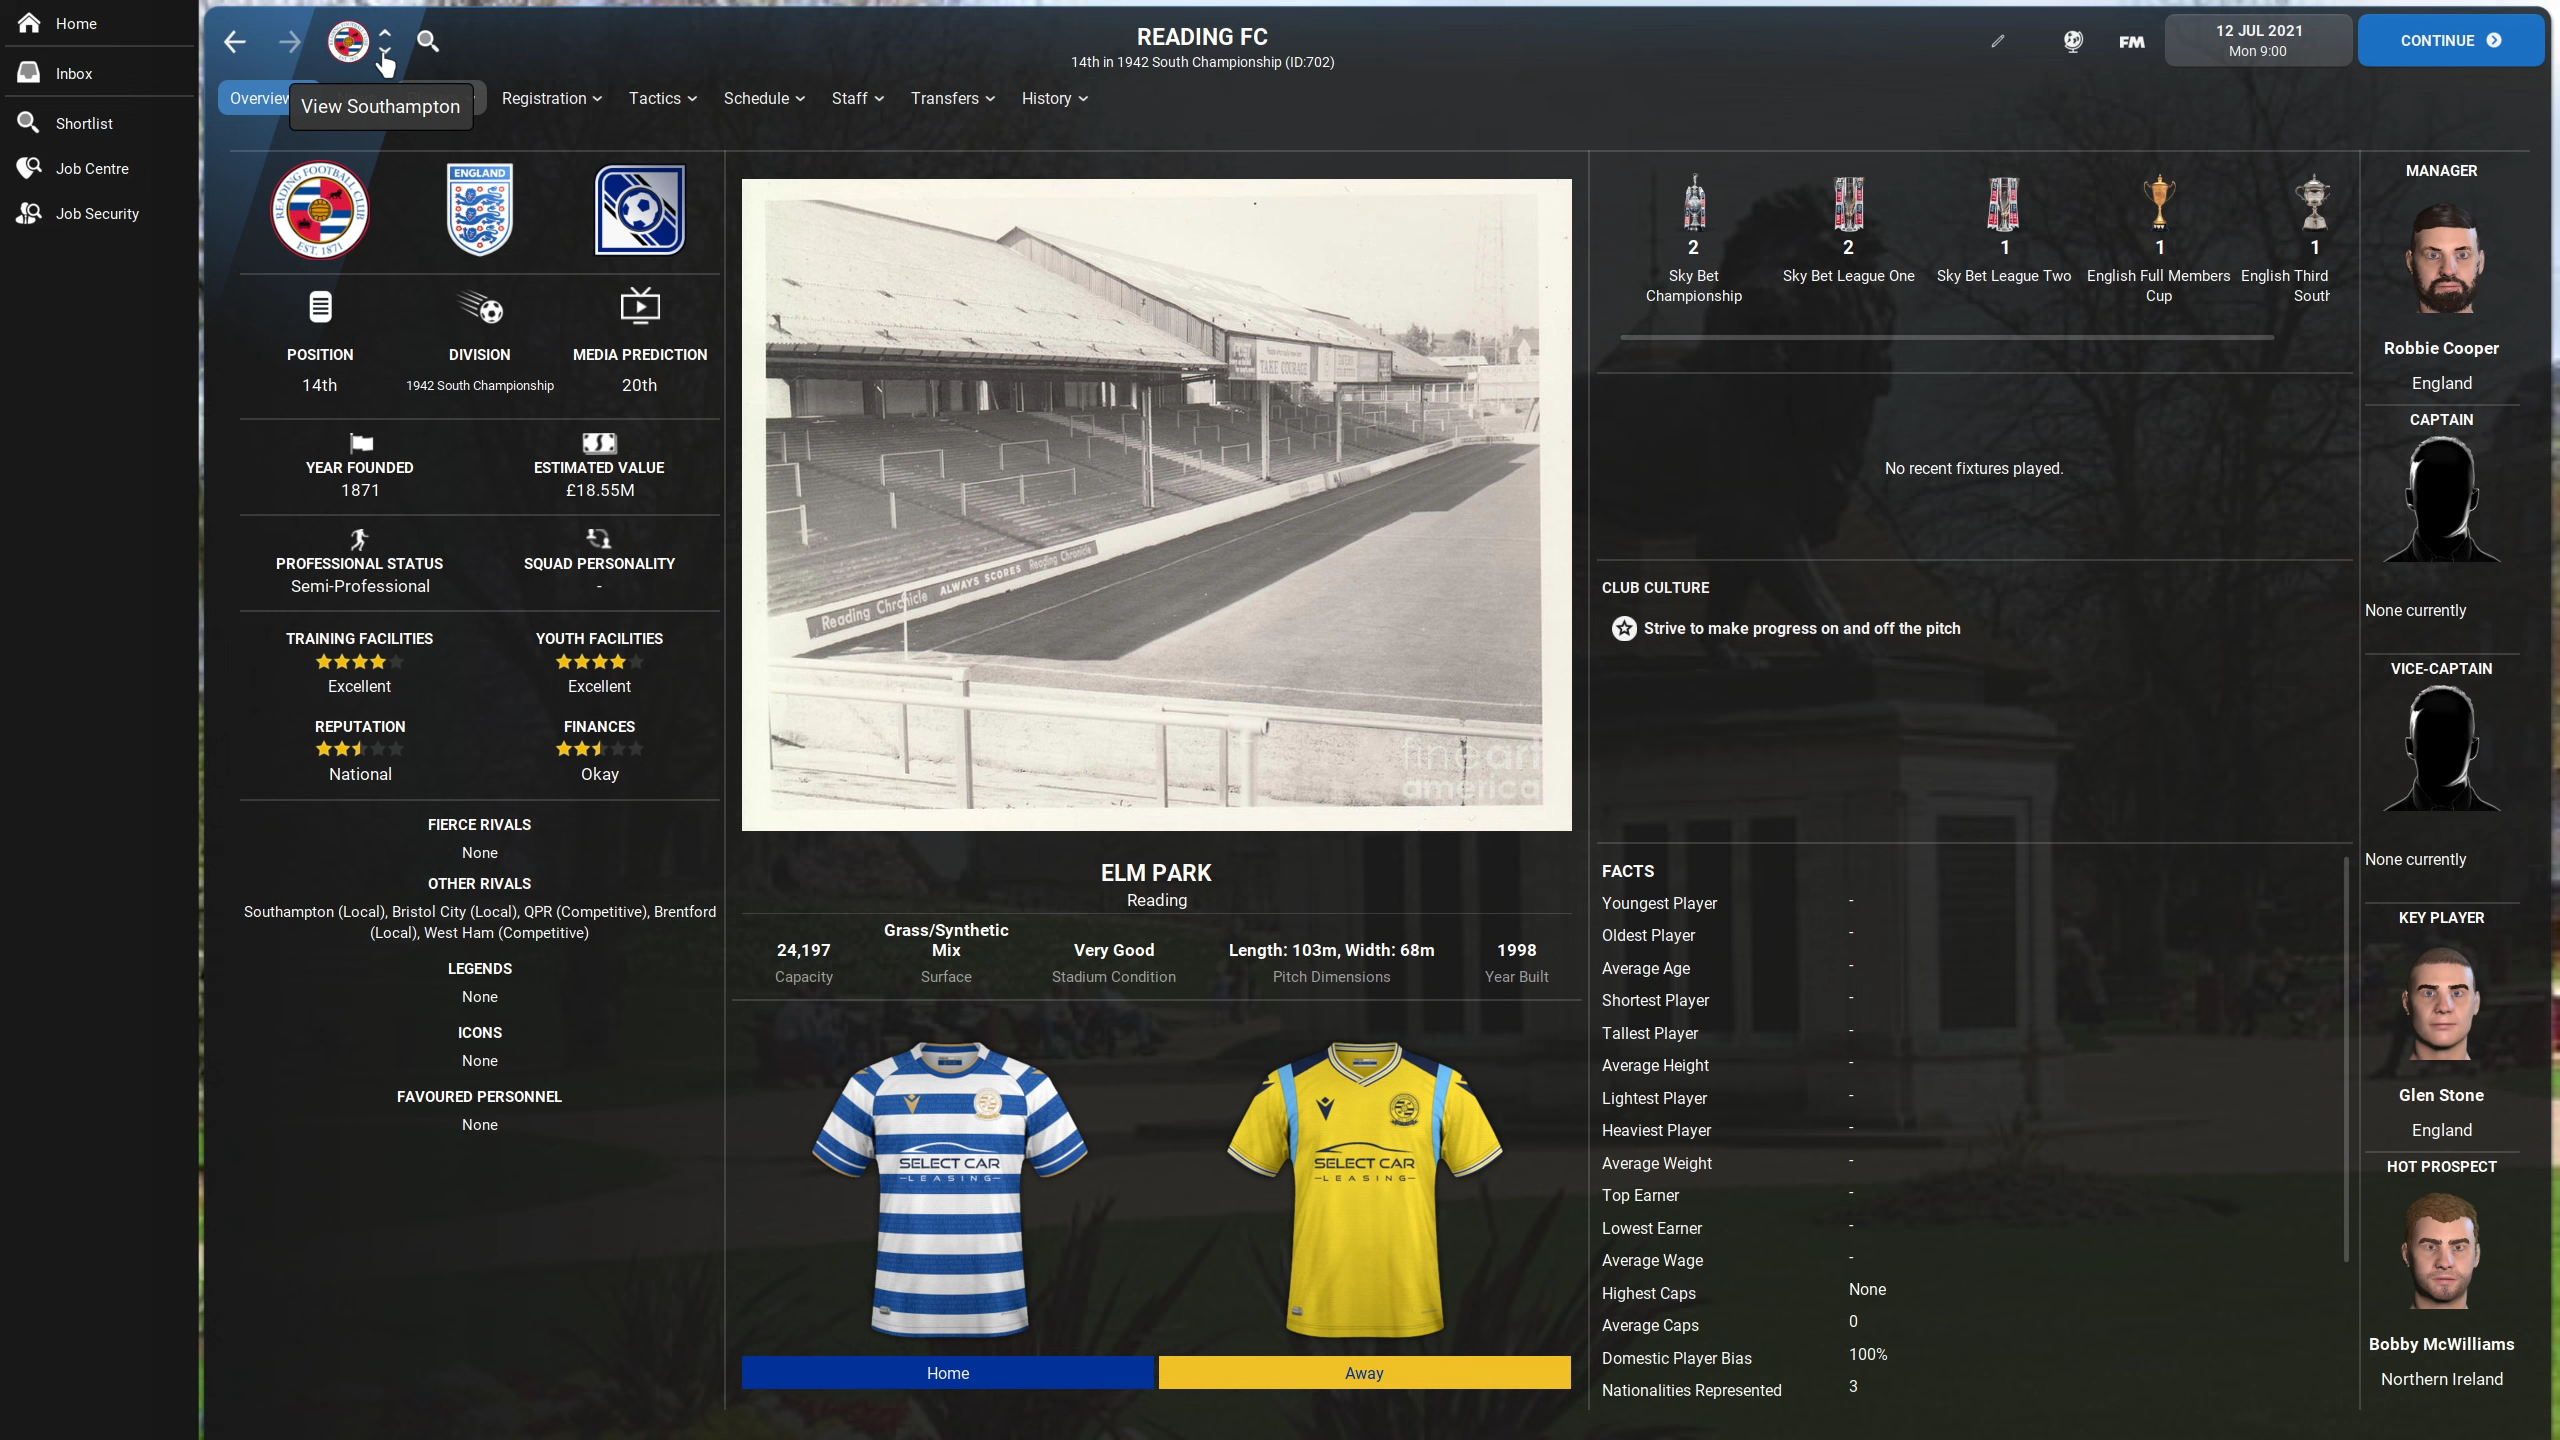 Home
Inbox
Shortlist
Job Centre
Job Security
READING FC
14th in 1942 South Championship (ID:702)
FM
12 JUL 2021
Mon 9:00
CONTINUE
Overview
View Southampton
Registration
Tactics
Schedule
Staff
Transfers
History
READING FOOTBALL CLUB
EST. 1871
ENGLAND
POSITION
14th
DIVISION
1942 South Championship
MEDIA PREDICTION
20th
YEAR FOUNDED
1871
ESTIMATED VALUE
£18.55M
PROFESSIONAL STATUS
Semi-Professional
SQUAD PERSONALITY
-
TRAINING FACILITIES
Excellent
YOUTH FACILITIES
Excellent
REPUTATION
National
FINANCES
Okay
FIERCE RIVALS
None
OTHER RIVALS
Southampton (Local), Bristol City (Local), QPR (Competitive), Brentford
(Local), West Ham (Competitive)
LEGENDS
None
ICONS
None
FAVOURED PERSONNEL
None
TAKE COURAGE
Reading Chronicle ALWAYS SCORES Reading Chronicle
fine art
america
ELM PARK
Reading
24,197
Capacity
Grass/Synthetic
Mix
Surface
Very Good
Stadium Condition
Length: 103m, Width: 68m
Pitch Dimensions
1998
Year Built
SELECT CAR
–LEASING–
SELECT CAR
–LEASING–
Home
Away
2
Sky Bet
Championship
2
Sky Bet League One
1
Sky Bet League Two
1
English Full Members
Cup
1
English Third
South
No recent fixtures played.
CLUB CULTURE
Strive to make progress on and off the pitch
FACTS
Youngest Player -
Oldest Player -
Average Age -
Shortest Player -
Tallest Player -
Average Height -
Lightest Player -
Heaviest Player -
Average Weight -
Top Earner -
Lowest Earner -
Average Wage -
Highest Caps None
Average Caps 0
Domestic Player Bias 100%
Nationalities Represented 3
MANAGER
Robbie Cooper
England
CAPTAIN
None currently
VICE-CAPTAIN
None currently
KEY PLAYER
Glen Stone
England
HOT PROSPECT
Bobby McWilliams
Northern Ireland